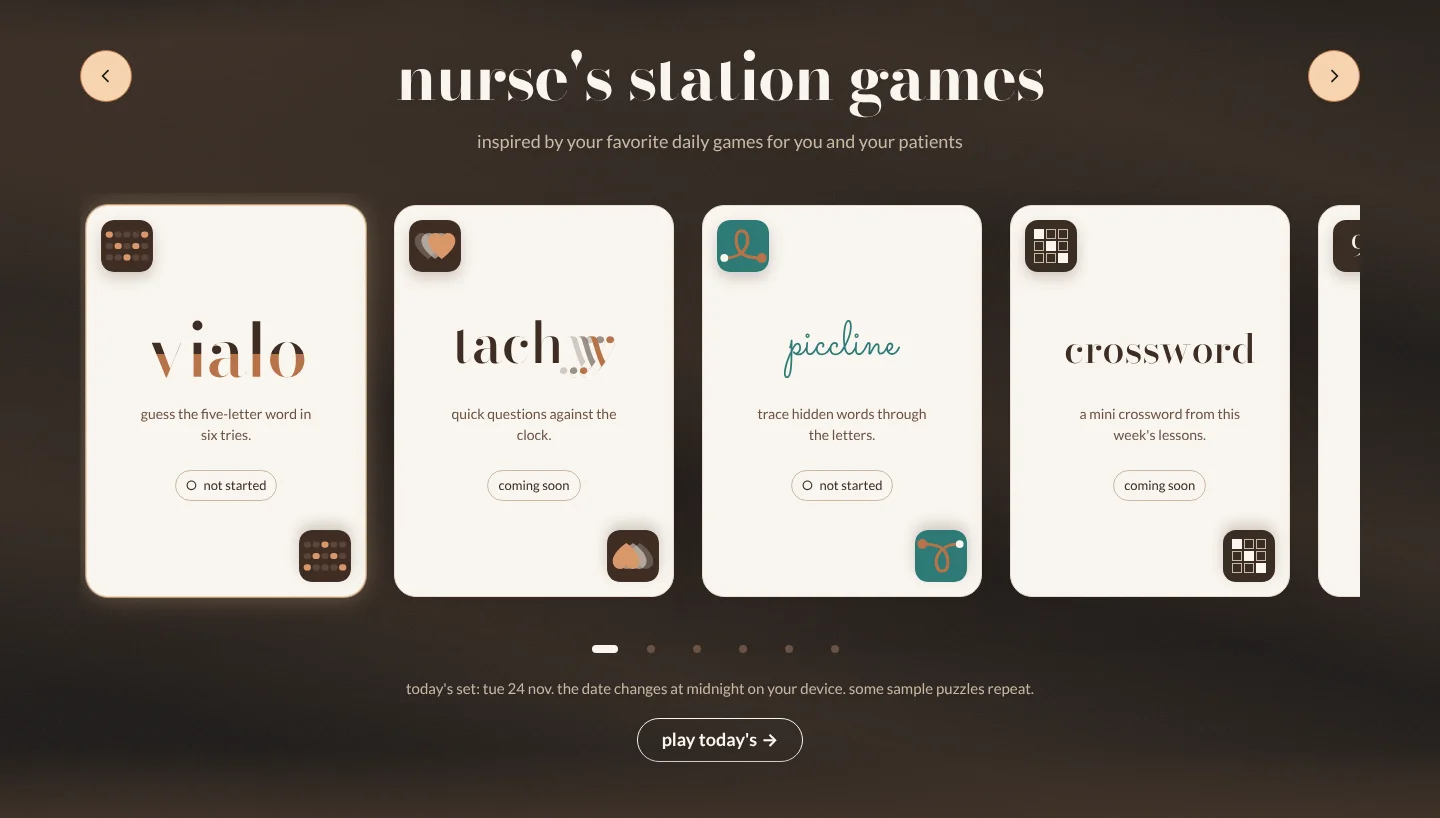 nurse's station games
inspired by your favorite daily games for you and your patients
vialo
guess the five-letter word in
six tries.
not started
tachy
quick questions against the
clock.
coming soon
piccline
trace hidden words through
the letters.
not started
crossword
a mini crossword from this
week's lessons.
coming soon
today's set: tue 24 nov. the date changes at midnight on your device. some sample puzzles repeat.
play today's →